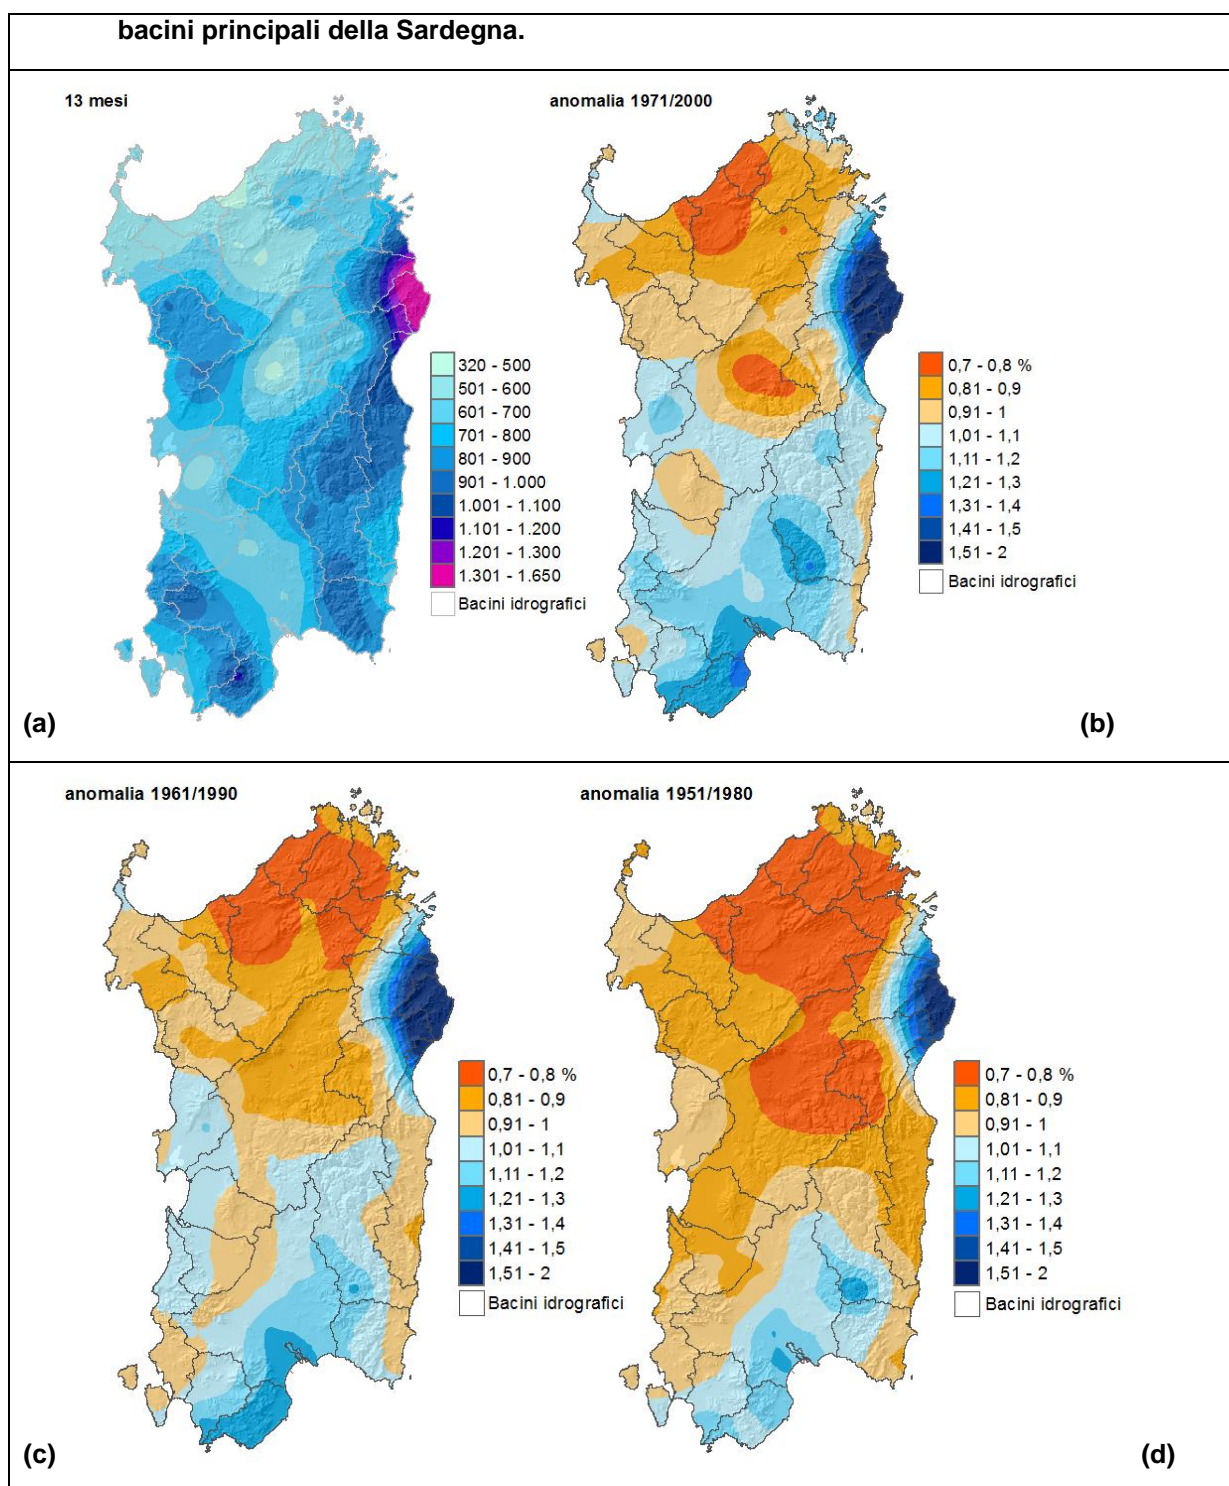 bacini principali della Sardegna.
13 mesi
320 - 500
501 - 600
601 - 700
701 - 800
801 - 900
901 - 1.000
1.001 - 1.100
1.101 - 1.200
1.201 - 1.300
1.301 - 1.650
Bacini idrografici
(a)
anomalia 1971/2000
0,7 - 0,8 %
0,81 - 0,9
0,91 - 1
1,01 - 1,1
1,11 - 1,2
1,21 - 1,3
1,31 - 1,4
1,41 - 1,5
1,51 - 2
Bacini idrografici
(b)
anomalia 1961/1990
0,7 - 0,8 %
0,81 - 0,9
0,91 - 1
1,01 - 1,1
1,11 - 1,2
1,21 - 1,3
1,31 - 1,4
1,41 - 1,5
1,51 - 2
Bacini idrografici
(c)
anomalia 1951/1980
0,7 - 0,8 %
0,81 - 0,9
0,91 - 1
1,01 - 1,1
1,11 - 1,2
1,21 - 1,3
1,31 - 1,4
1,41 - 1,5
1,51 - 2
Bacini idrografici
(d)